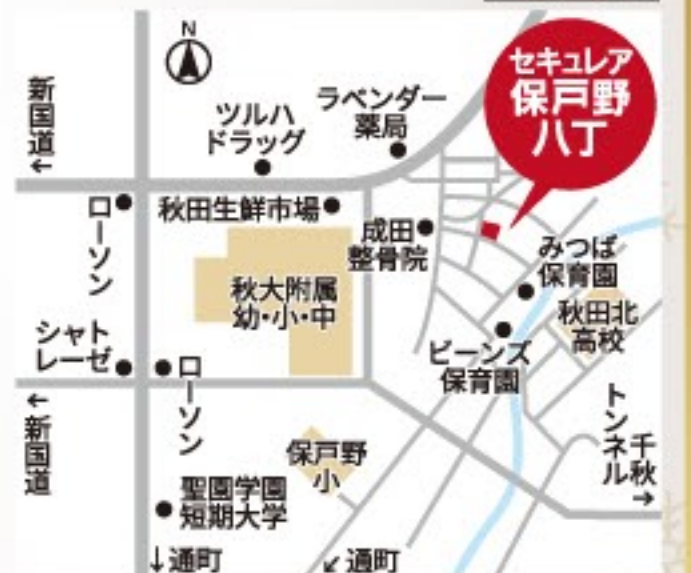 N
セキュレア
保戸野
八丁
新国道←
ツルハ
ドラッグ
ラベンダー
薬局
ローソン
秋田生鮮市場
成田
整骨院
みつば
保育園
秋大附属
幼・小・中
秋田北
高校
シャト
レーゼ
ローソン
ビーンズ
保育園
←新国道
トンネル
千秋→
保戸野
小
聖園学園
短期大学
↓通町
↙通町